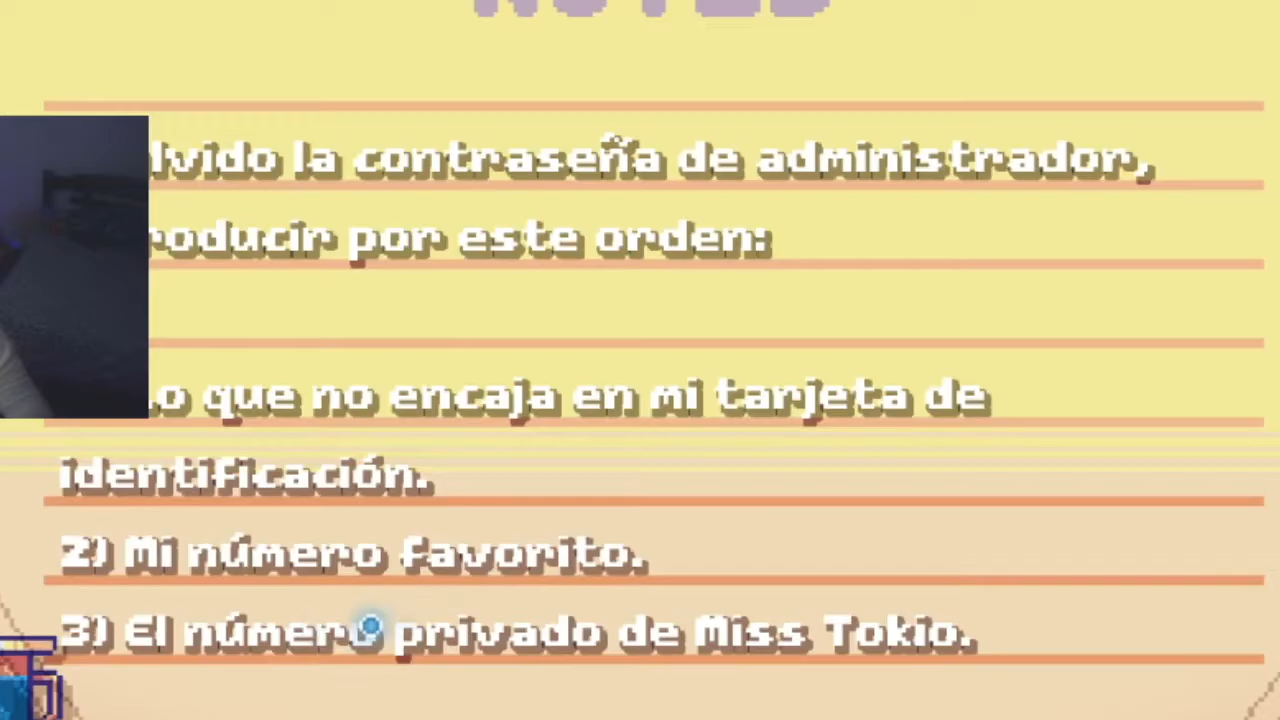 NOTES
lvido la contraseña de administrador,
roducir por este orden:
.o que no encaja en mi tarjeta de
identificación.
2) Mi número favorito.
3) El número privado de Miss Tokio.